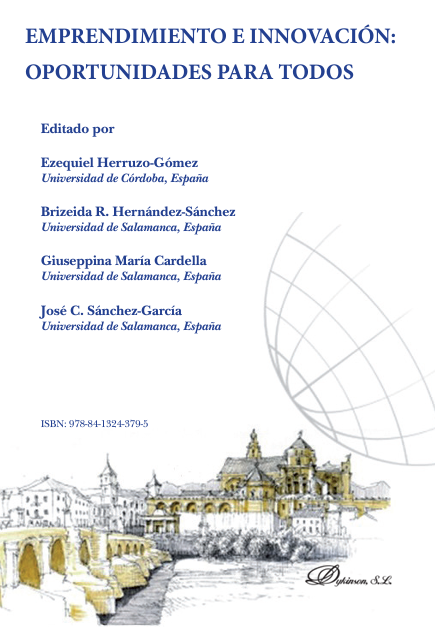 EMPRENDIMIENTO E INNOVACIÓN:
OPORTUNIDADES PARA TODOS
Editado por
Ezequiel Herruzo-Gómez
Universidad de Córdoba, España
Brizeida R. Hernández-Sánchez
Universidad de Salamanca, España
Giuseppina María Cardella
Universidad de Salamanca, España
José C. Sánchez-García
Universidad de Salamanca, España
ISBN: 978-84-1324-379-5
Dykinson, S.L.